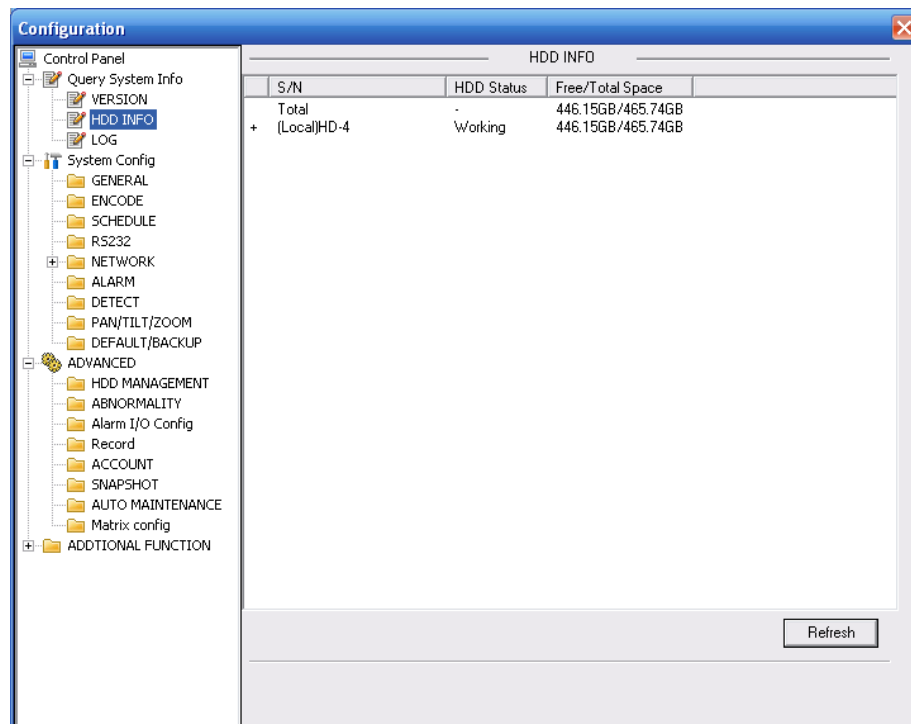 Configuration
Control Panel
Query System Info
VERSION
HDD INFO
LOG
System Config
GENERAL
ENCODE
SCHEDULE
RS232
NETWORK
ALARM
DETECT
PAN/TILT/ZOOM
DEFAULT/BACKUP
ADVANCED
HDD MANAGEMENT
ABNORMALITY
Alarm I/O Config
Record
ACCOUNT
SNAPSHOT
AUTO MAINTENANCE
Matrix config
ADDTIONAL FUNCTION
HDD INFO
S/N HDD Status Free/Total Space
Total - 446.15GB/465.74GB
+ (Local)HD-4 Working 446.15GB/465.74GB
Refresh